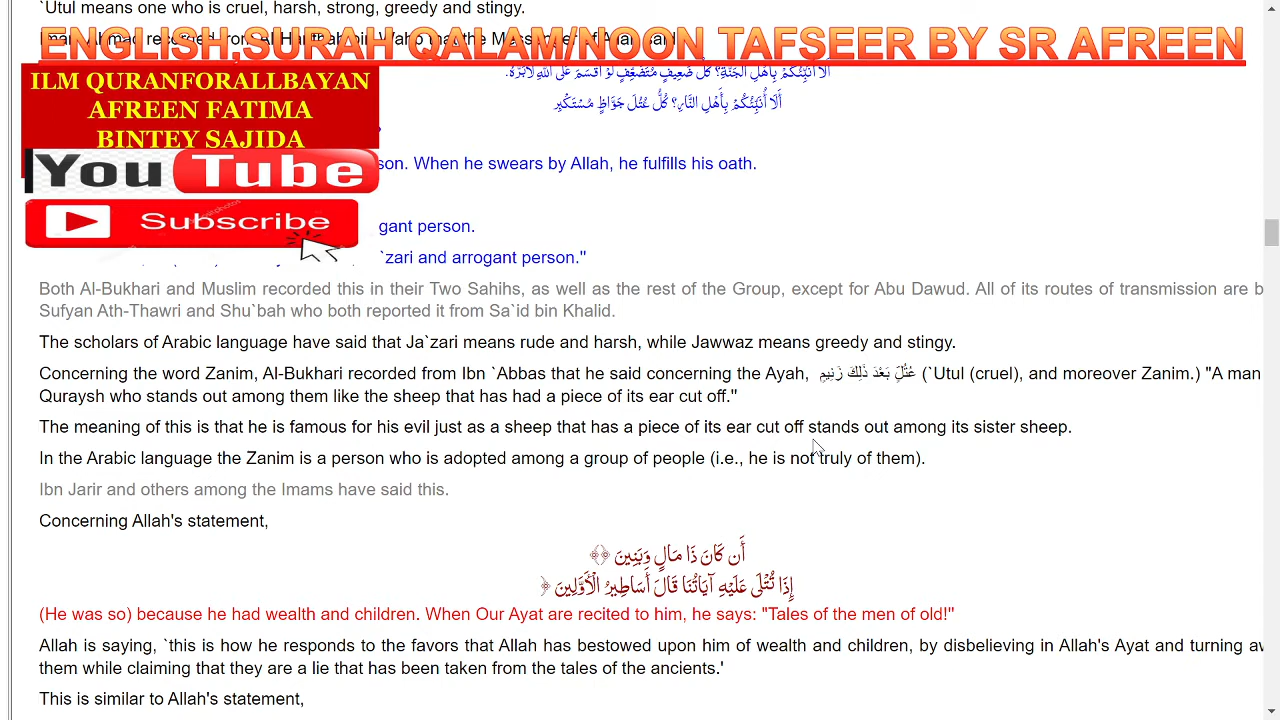 `Utul means one who is cruel, harsh, strong, greedy and stingy.
ENGLISH,SURAH QALAM/NOON TAFSEER BY SR AFREEN
ILM QURANFORALLBAYAN
AFREEN FATIMA
BINTEY SAJIDA
YouTube
Subscribe
أَلَا أُنَبِّئُكُمْ بِأَهْلِ الْجَنَّةِ؟ كُلُّ ضَعِيفٍ مُتَضَعَّفٍ لَوْ أَقْسَمَ عَلَى اللهِ لَأَبَرَّهُ.
أَلَا أُنَبِّئُكُمْ بِأَهْلِ النَّارِ؟ كُلُّ عُتُلَ جَوَّاظٍ مُسْتَكْبِرٍ
son. When he swears by Allah, he fulfills his oath.
gant person.
`zari and arrogant person."
Both Al-Bukhari and Muslim recorded this in their Two Sahihs, as well as the rest of the Group, except for Abu Dawud. All of its routes of transmission are b
Sufyan Ath-Thawri and Shu`bah who both reported it from Sa`id bin Khalid.
The scholars of Arabic language have said that Ja`zari means rude and harsh, while Jawwaz means greedy and stingy.
Concerning the word Zanim, Al-Bukhari recorded from Ibn `Abbas that he said concerning the Ayah, عُتُلٍّ بَعْدَ ذَلِكَ زَنِيمٍ (`Utul (cruel), and moreover Zanim.) "A man
Quraysh who stands out among them like the sheep that has had a piece of its ear cut off."
The meaning of this is that he is famous for his evil just as a sheep that has a piece of its ear cut off stands out among its sister sheep.
In the Arabic language the Zanim is a person who is adopted among a group of people (i.e., he is not truly of them).
Ibn Jarir and others among the Imams have said this.
Concerning Allah's statement,
أَن كَانَ ذَا مَالٍ وَبَنِينَ ﴿﴾
إِذَا تُتْلَى عَلَيْهِ آيَاتُنَا قَالَ أَسَاطِيرُ الْأَوَّلِينَ ﴿
(He was so) because he had wealth and children. When Our Ayat are recited to him, he says: "Tales of the men of old!"
Allah is saying, `this is how he responds to the favors that Allah has bestowed upon him of wealth and children, by disbelieving in Allah's Ayat and turning aw
them while claiming that they are a lie that has been taken from the tales of the ancients.'
This is similar to Allah's statement,